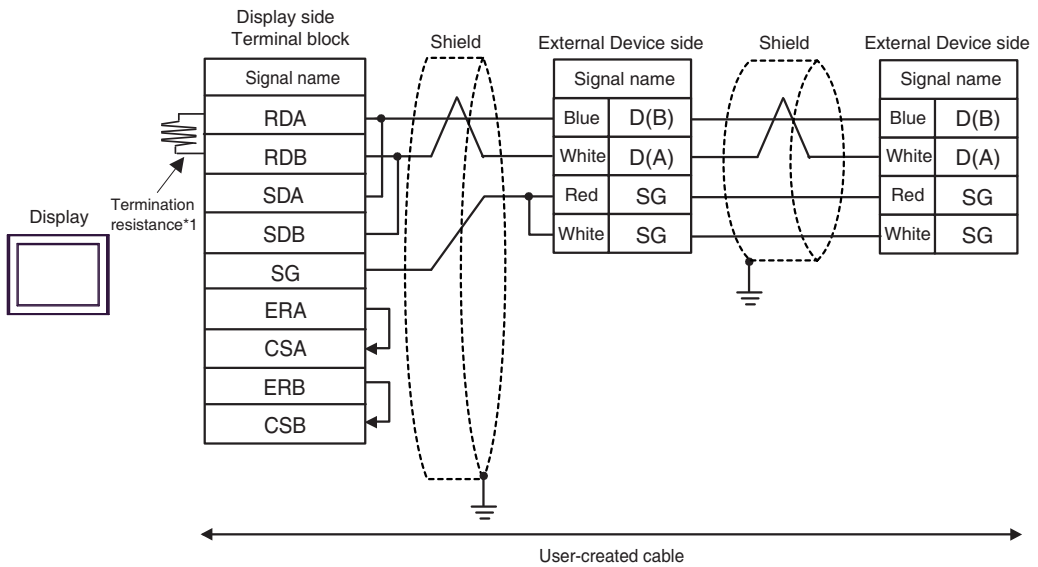 Display side
Terminal block
Shield
External Device side
Shield
External Device side
Signal name
Signal name
Signal name
RDA
Blue D(B)
Blue D(B)
RDB
White D(A)
White D(A)
SDA
Red SG
Red SG
SDB
White SG
White SG
SG
ERA
CSA
ERB
CSB
Termination
resistance*1
Display
User-created cable